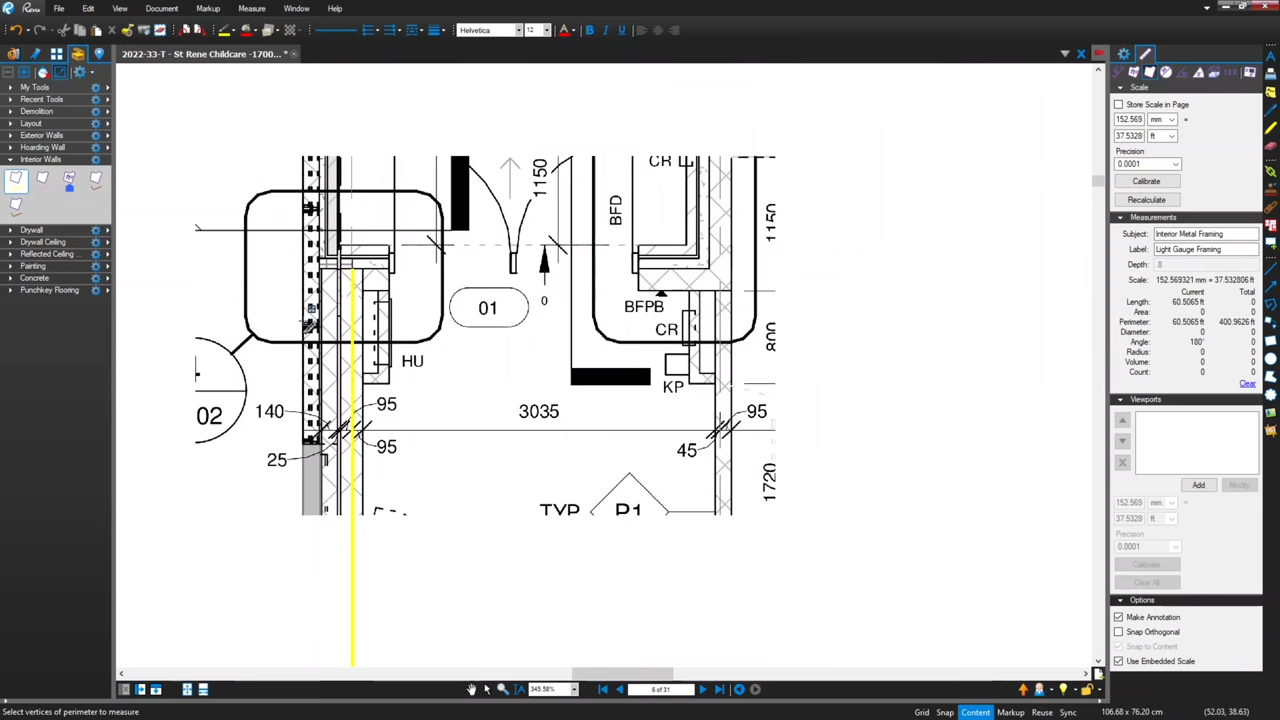 Revu File Edit View Document Markup Measure Window Help
Helvetica 12 A B I U
2022-33-T - St Rene Childcare -1700...*
My Tools
Recent Tools
Demolition
Layout
Exterior Walls
Hoarding Wall
Interior Walls
Drywall
Drywall Ceiling
Reflected Ceiling ...
Painting
Concrete
Punchkey Flooring
CR
1150
BFD
1150
01
0
BFPB
CR
800
HU
KP
02
140
95
3035
95
25
95
45
1720
TYP
P1
Scale
Store Scale in Page
152.569 mm =
37.5328 ft
Precision
0.0001
Calibrate
Recalculate
Measurements
Subject: Interior Metal Framing
Label: Light Gauge Framing
Depth: .8
Scale: 152.569321 mm = 37.532806 ft
Current Total
Length: 60.5065 ft 0
Area: 0 0
Perimeter: 60.5065 ft 400.9626 ft
Diameter: 0 0
Angle: 180° 0
Radius: 0 0
Volume: 0 0
Count: 0 0
Clear
Viewports
Add Modify
152.569 mm =
37.5328 ft
Precision
0.0001
Calibrate
Clear All
Options
Make Annotation
Snap Orthogonal
Snap to Content
Use Embedded Scale
345.58% 6 of 31
Select vertices of perimeter to measure
Grid Snap Content Markup Reuse Sync 106.68 x 76.20 cm (52.03, 38.63)